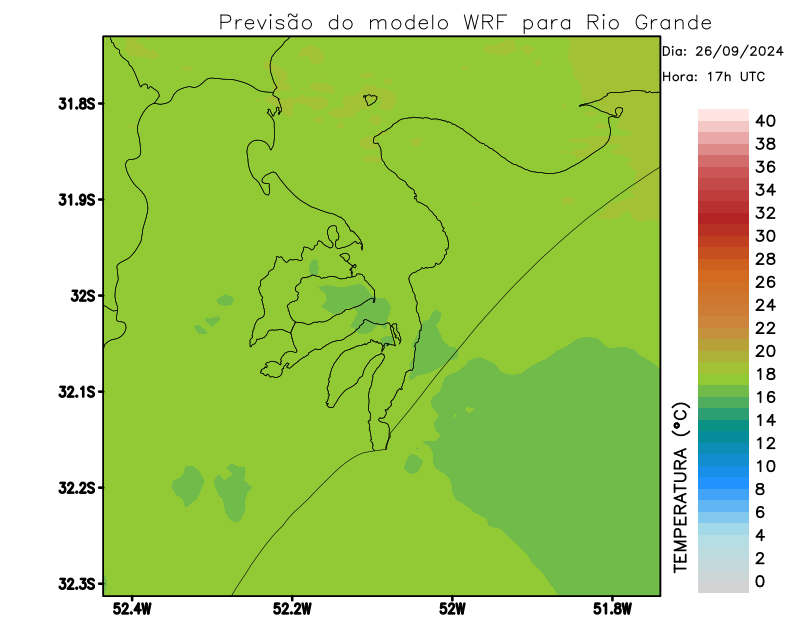 Previsão do modelo WRF para Rio Grande
Dia: 26/09/2024
Hora: 17h UTC
31.8S
31.9S
32S
32.1S
32.2S
32.3S
52.4W
52.2W
52W
51.8W
TEMPERATURA (°C)
40
38
36
34
32
30
28
26
24
22
20
18
16
14
12
10
8
6
4
2
0